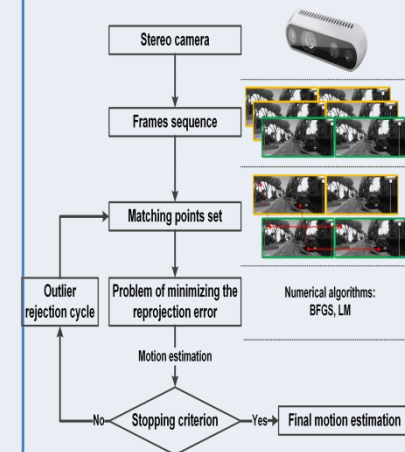 Stereo camera
Frames sequence
Matching points set
Outlier
rejection cycle
Problem of minimizing the
reprojection error
Numerical algorithms:
BFGS, LM
Motion estimation
No
Stopping criterion
Yes
Final motion estimation